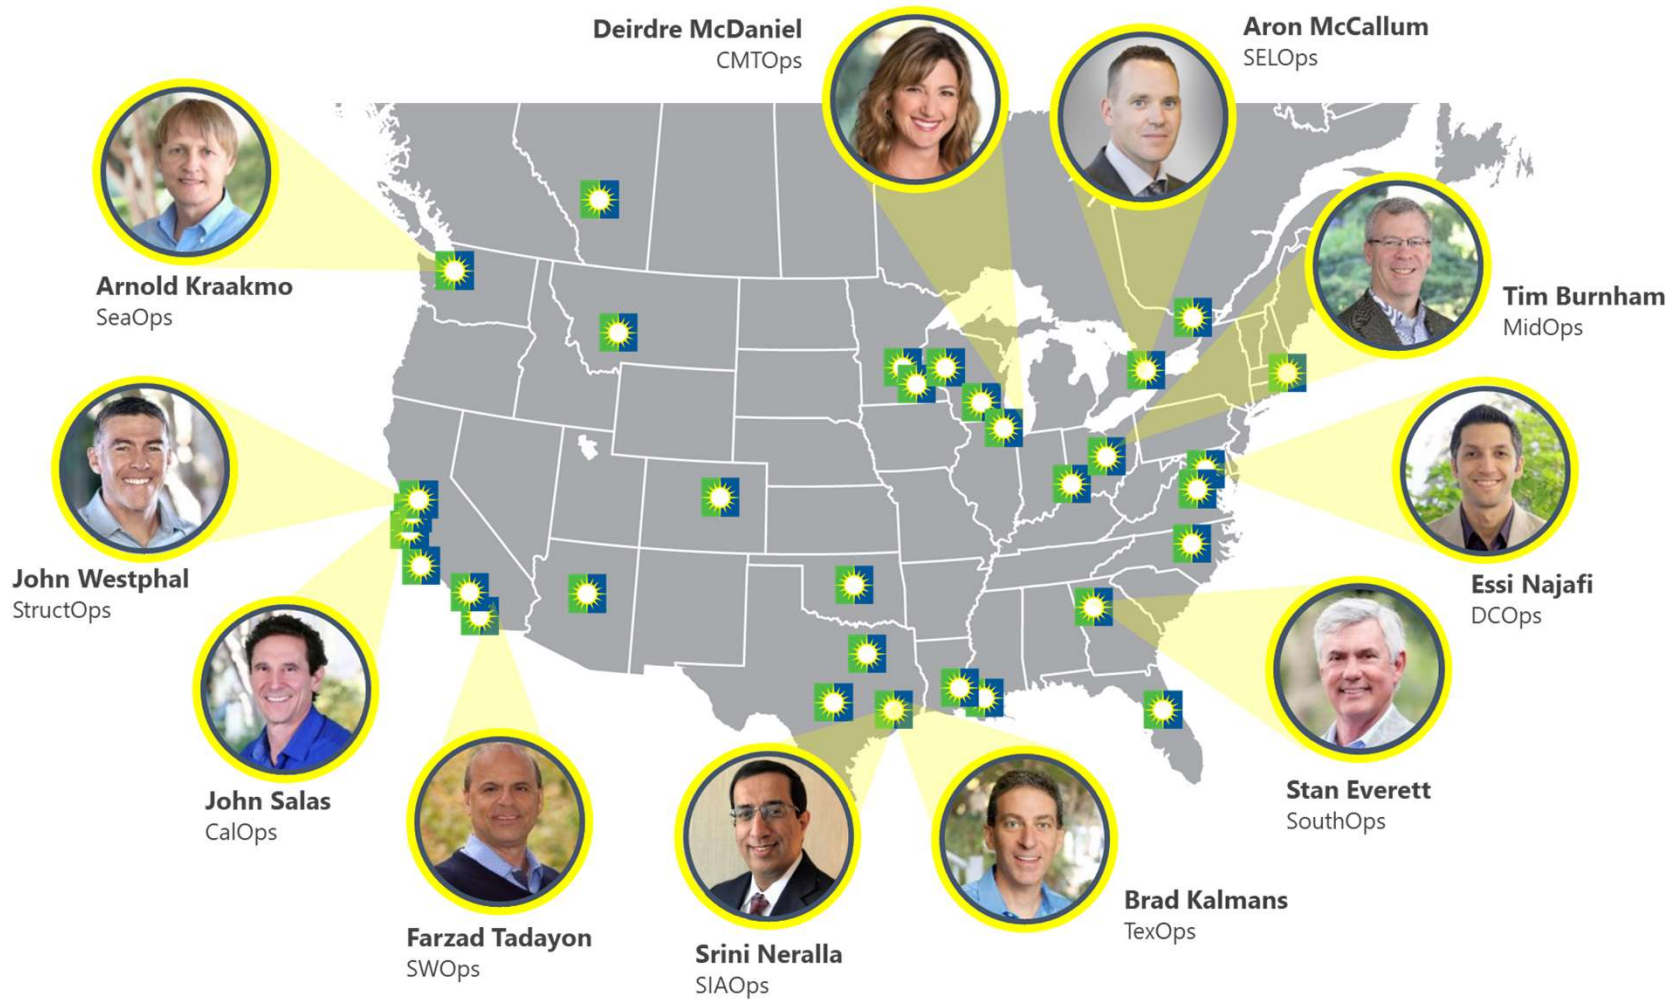 Deirdre McDaniel
CMTOps
Aron McCallum
SELOps
Arnold Kraakmo
SeaOps
Tim Burnham
MidOps
John Westphal
StructOps
Essi Najafi
DCOps
John Salas
CalOps
Stan Everett
SouthOps
Farzad Tadayon
SWOps
Srini Neralla
SIAOps
Brad Kalmans
TexOps